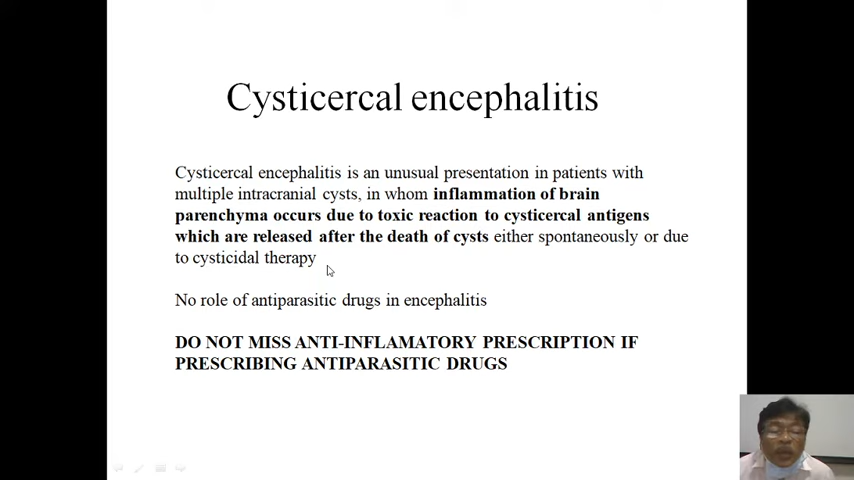 Cysticercal encephalitis
Cysticercal encephalitis is an unusual presentation in patients with
multiple intracranial cysts, in whom inflammation of brain
parenchyma occurs due to toxic reaction to cysticercal antigens
which are released after the death of cysts either spontaneously or due
to cysticidal therapy
No role of antiparasitic drugs in encephalitis
DO NOT MISS ANTI-INFLAMATORY PRESCRIPTION IF
PRESCRIBING ANTIPARASITIC DRUGS